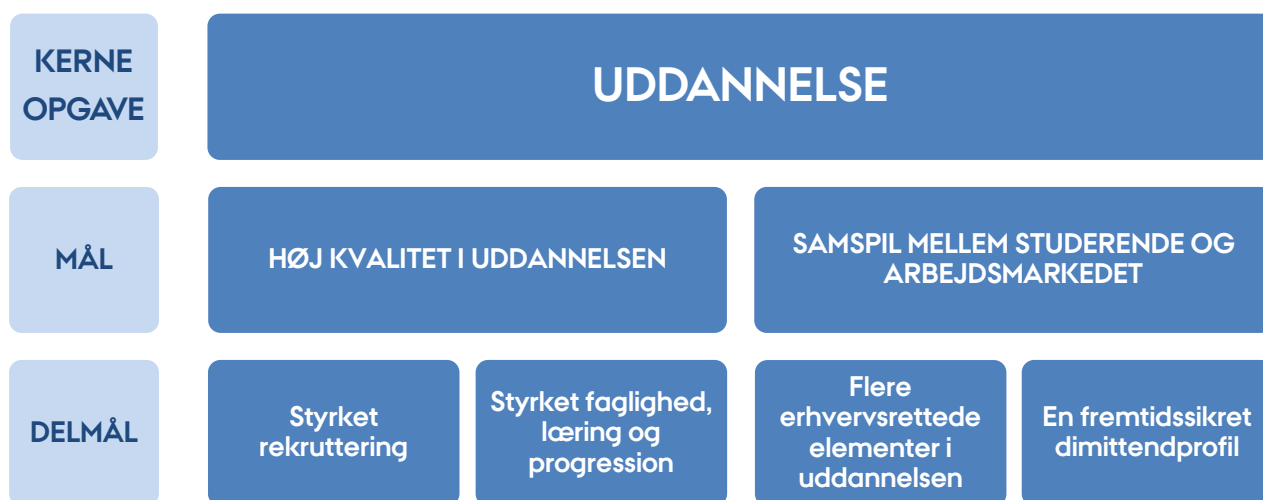 KERNE
OPGAVE
UDDANNELSE
MÅL
HØJ KVALITET I UDDANNELSEN
SAMSPIL MELLEM STUDERENDE OG
ARBEJDSMARKEDET
DELMÅL
Styrket
rekruttering
Styrket faglighed,
læring og
progression
Flere
erhvervsrettede
elementer i
uddannelsen
En fremtidssikret
dimittendprofil